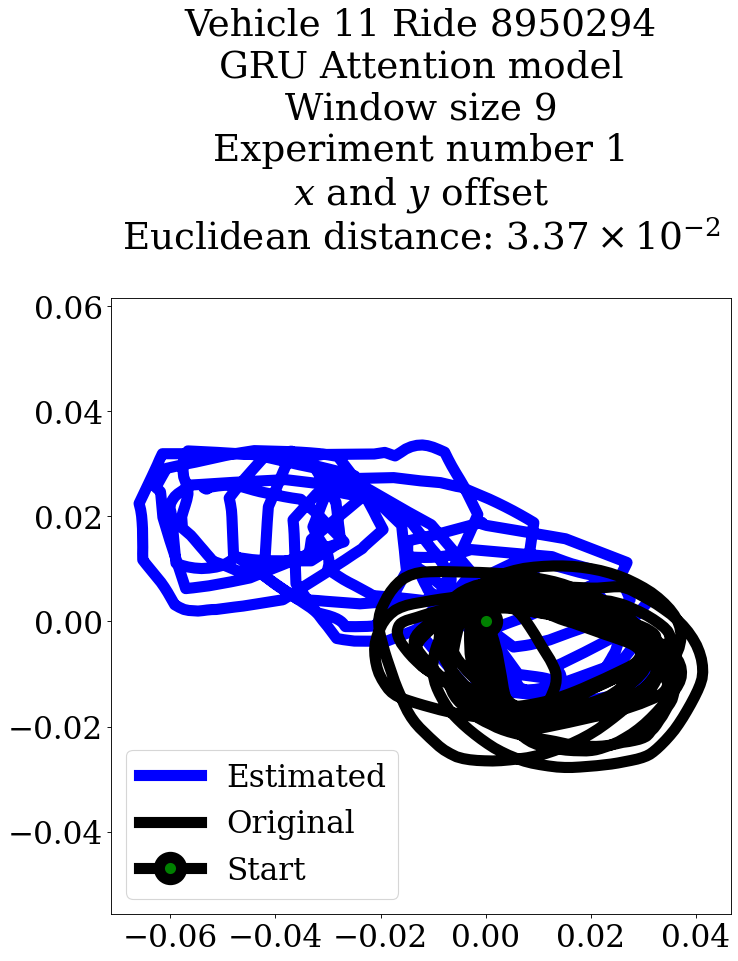 Vehicle 11 Ride 8950294
GRU Attention model
Window size 9
Experiment number 1
x and y offset
Euclidean distance: 3.37 × 10⁻²
0.06
0.04
0.02
0.00
−0.02
−0.04
Estimated
Original
Start
−0.06 −0.04 −0.02 0.00 0.02 0.04